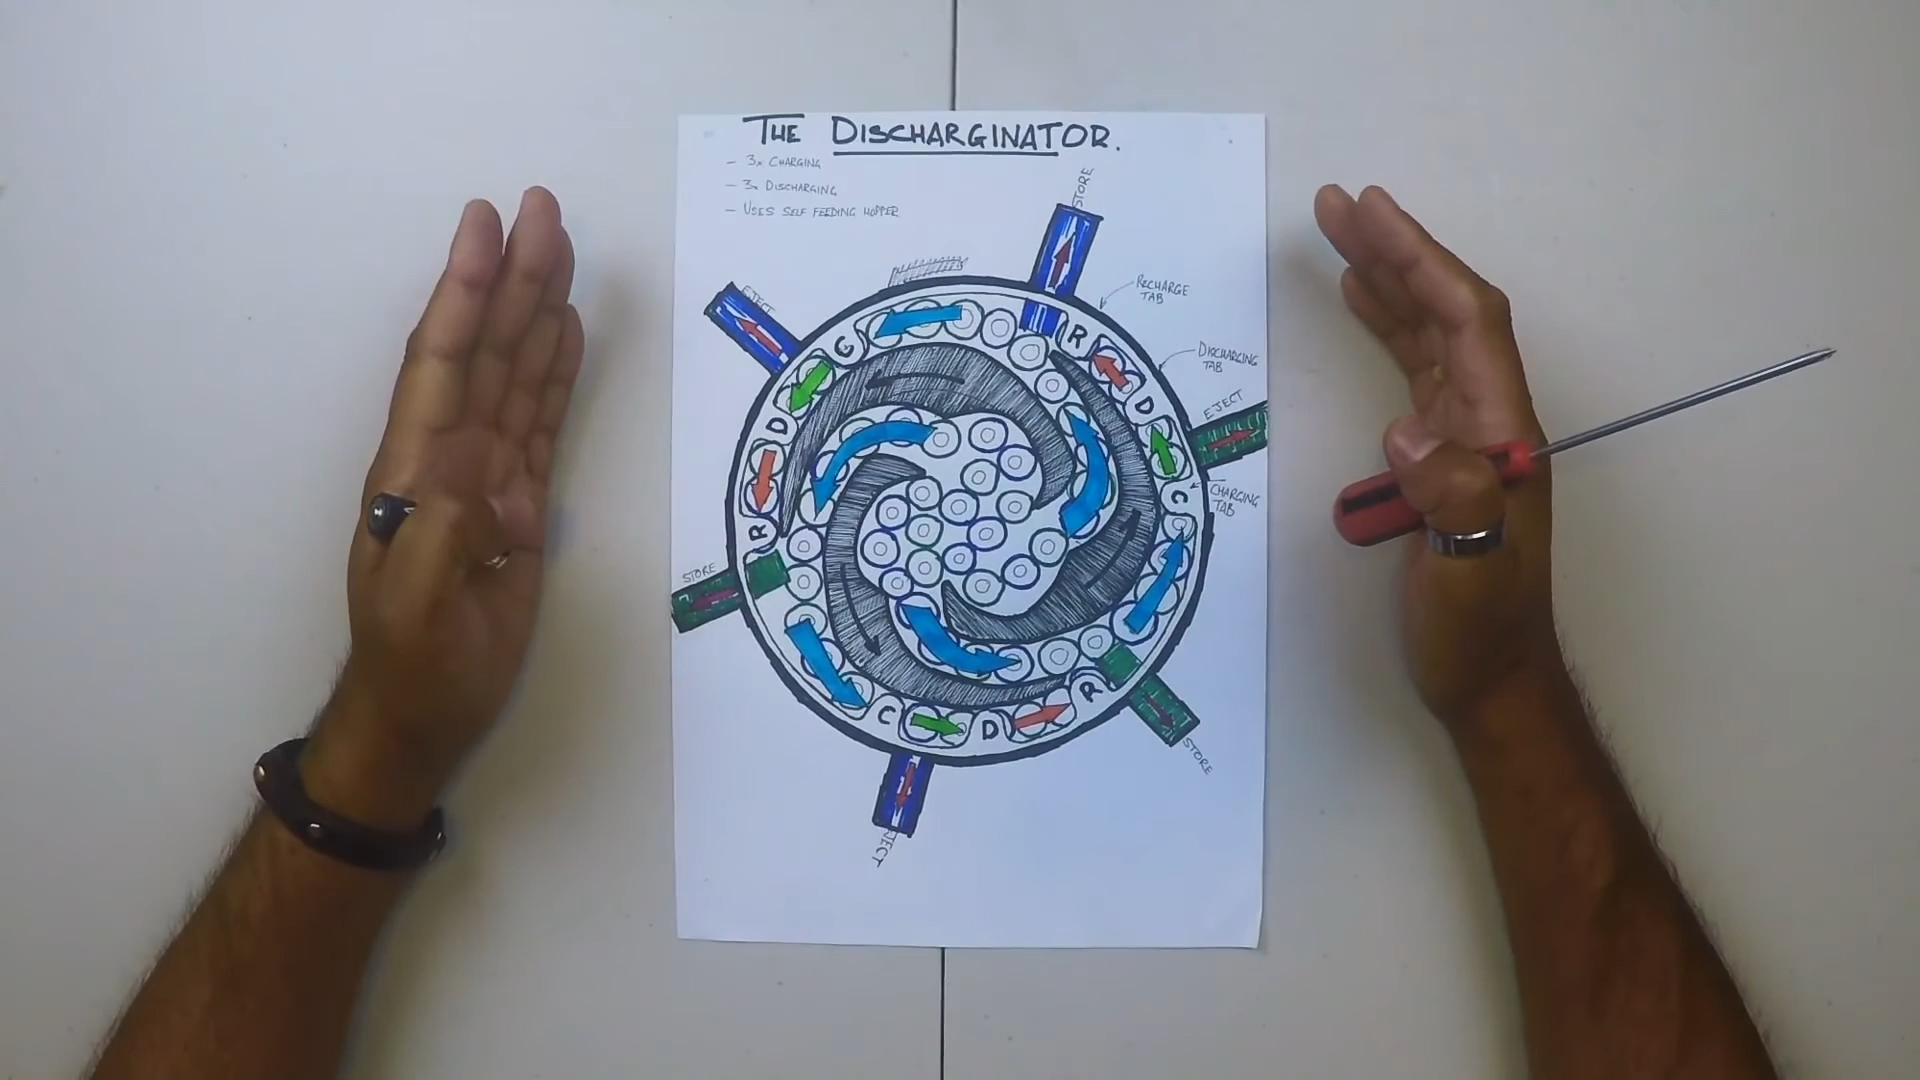 THE DISCHARGINATOR.
- 3x CHARGING
- 3x DISCHARGING
- USES SELF FEEDING HOPPER
STORE
RECHARGE
TAB
EJECT
R
C
DISCHARGING
TAB
D
D
EJECT
C
CHARGING
TAB
R
STORE
R
C
D
STORE
JECT